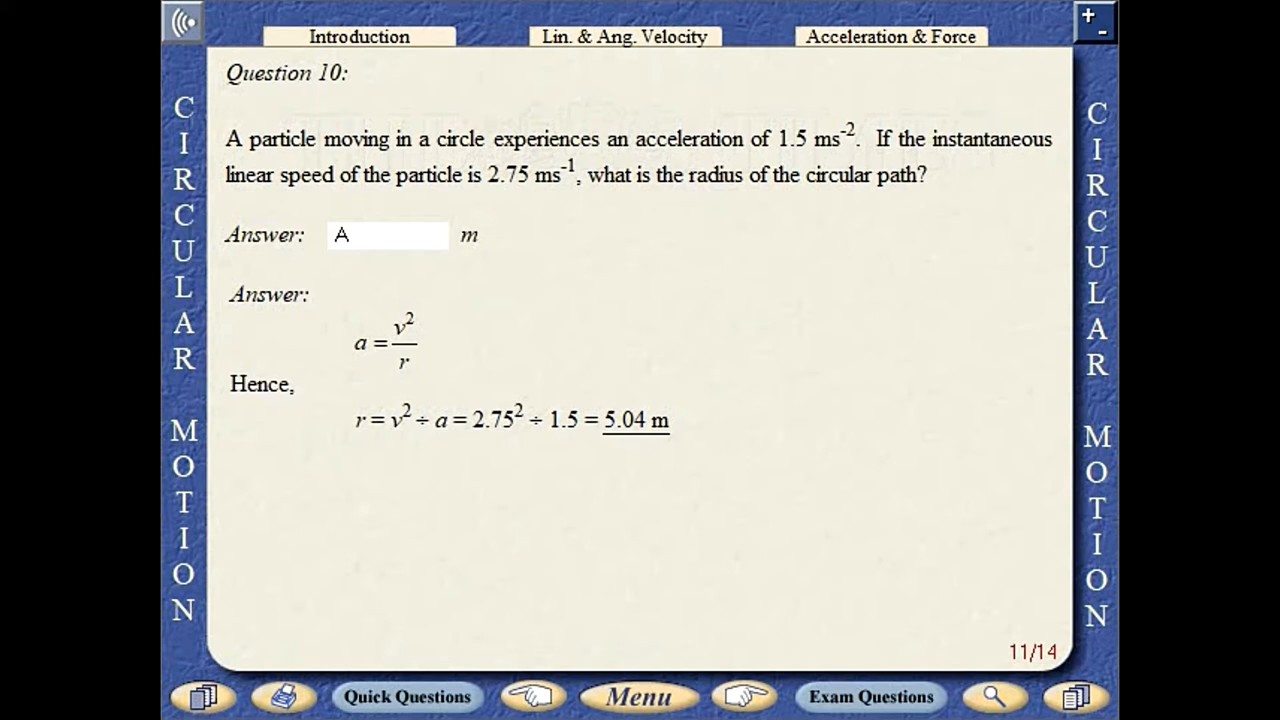 Introduction
Lin. & Ang. Velocity
Acceleration & Force
+
-
CIRCULAR MOTION
Question 10:
A particle moving in a circle experiences an acceleration of 1.5 ms⁻². If the instantaneous
linear speed of the particle is 2.75 ms⁻¹, what is the radius of the circular path?
Answer: A m
Answer:
a = v²/r
Hence,
r = v² ÷ a = 2.75² ÷ 1.5 = 5.04 m
11/14
CIRCULAR MOTION
Quick Questions
Menu
Exam Questions